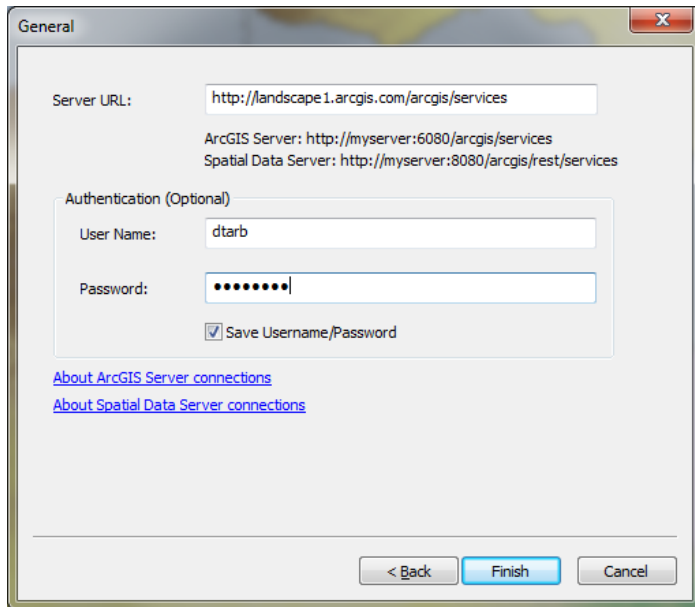 General
Server URL: http://landscape1.arcgis.com/arcgis/services
ArcGIS Server: http://myserver:6080/arcgis/services
Spatial Data Server: http://myserver:8080/arcgis/rest/services
Authentication (Optional)
User Name: dtarb
Password: ●●●●●●●●
Save Username/Password
About ArcGIS Server connections
About Spatial Data Server connections
< Back Finish Cancel